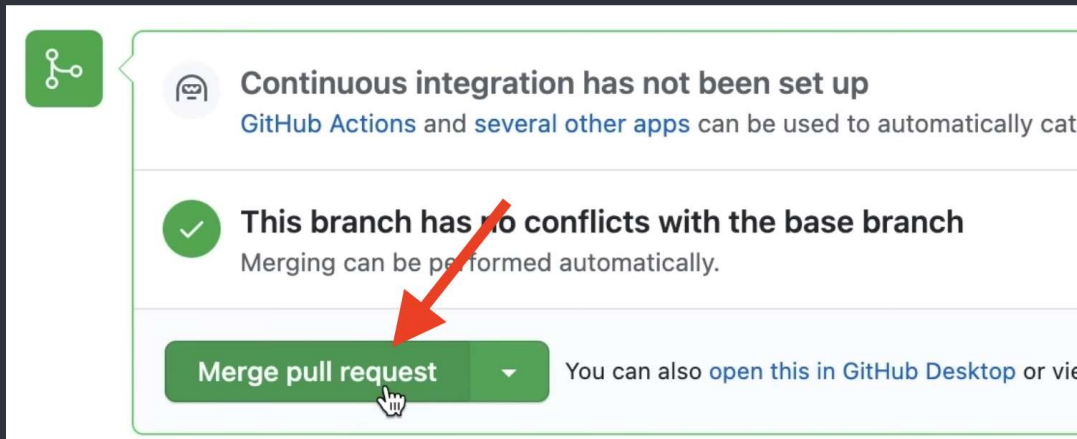 Continuous integration has not been set up
GitHub Actions and several other apps can be used to automatically cat
This branch has no conflicts with the base branch
Merging can be performed automatically.
Merge pull request
You can also open this in GitHub Desktop or vie